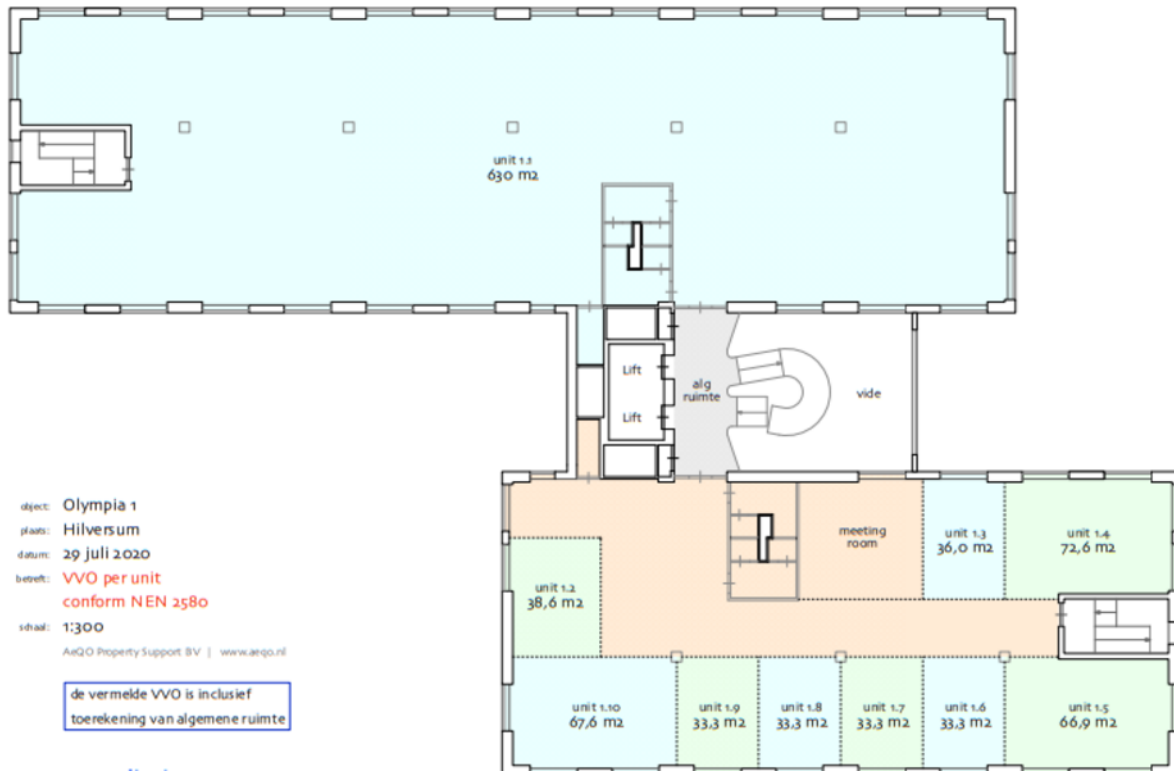 unit 1.1
630 m2
Lift
Lift
alg
ruimte
vide
object: Olympia 1
plaats: Hilversum
datum: 29 juli 2020
betreft: VVO per unit
conform NEN 2580
schaal: 1:300
AeQO Property Support BV | www.aeqo.nl
de vermelde VVO is inclusief
toerekening van algemene ruimte
meeting
room
unit 1.3
36,0 m2
unit 1.4
72,6 m2
unit 1.2
38,6 m2
unit 1.10
67,6 m2
unit 1.9
33,3 m2
unit 1.8
33,3 m2
unit 1.7
33,3 m2
unit 1.6
33,3 m2
unit 1.5
66,9 m2